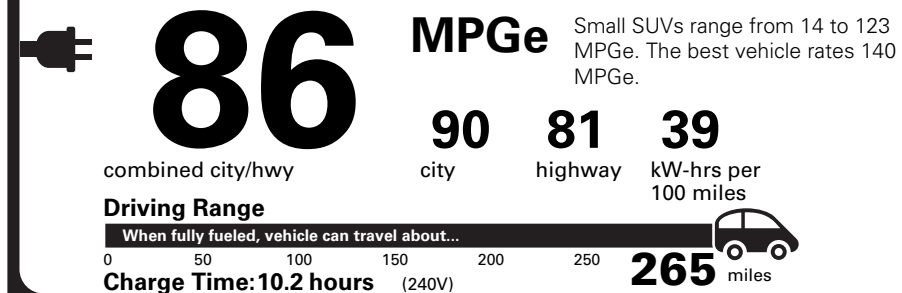 86
MPGe
Small SUVs range from 14 to 123
MPGe. The best vehicle rates 140
MPGe.
90
81
39
combined city/hwy
city
highway
kW-hrs per
100 miles
Driving Range
When fully fueled, vehicle can travel about...
0 50 100 150 200 250 265 miles
Charge Time: 10.2 hours (240V)